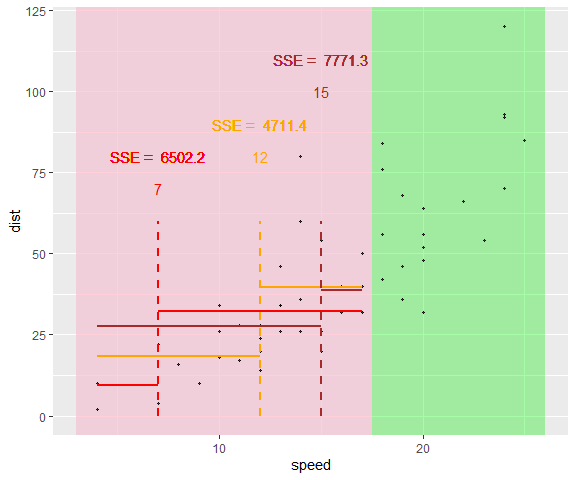 125
SSE = 7771.3
100
15
SSE = 4711.4
SSE = 6502.2
12
75
7
dist
50
25
0
10
20
speed